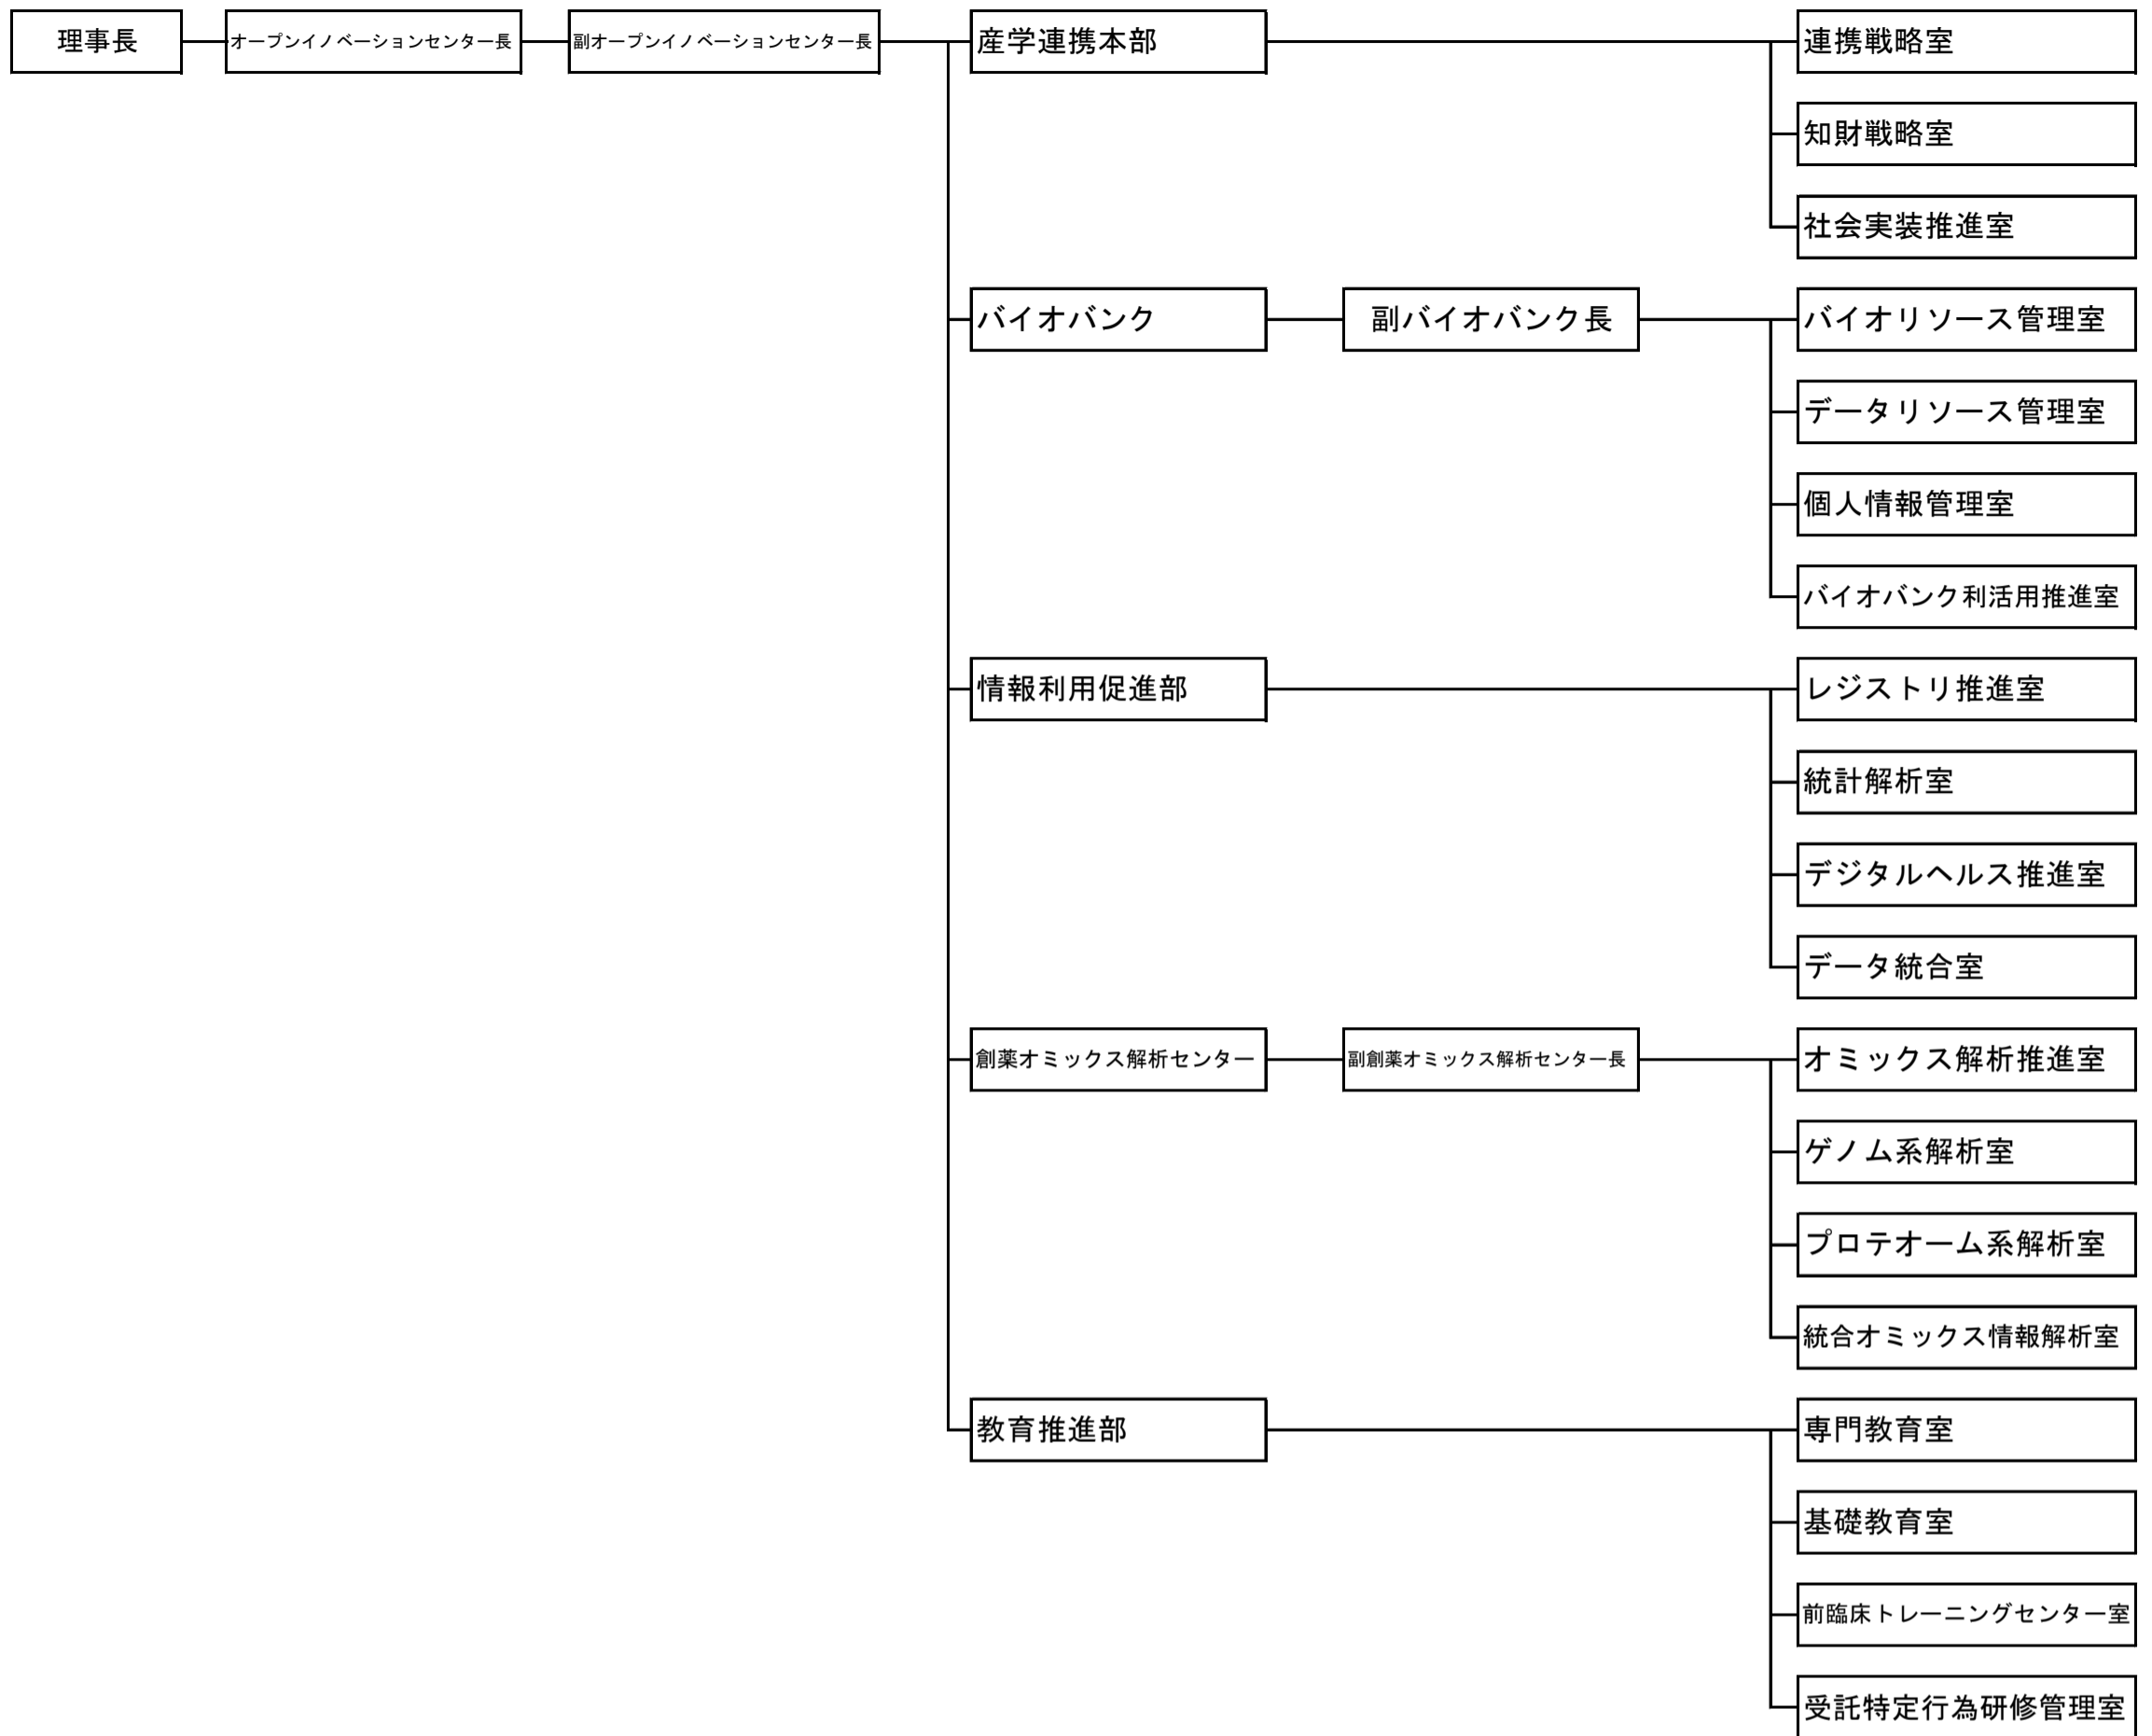 理事長
オープンイノベーションセンター長
副オープンイノベーションセンター長
産学連携本部
連携戦略室
知財戦略室
社会実装推進室
バイオバンク
副バイオバンク長
バイオリソース管理室
データリソース管理室
個人情報管理室
バイオバンク利活用推進室
情報利用促進部
レジストリ推進室
統計解析室
デジタルヘルス推進室
データ統合室
創薬オミックス解析センター
副創薬オミックス解析センター長
オミックス解析推進室
ゲノム系解析室
プロテオーム系解析室
統合オミックス情報解析室
教育推進部
専門教育室
基礎教育室
前臨床トレーニングセンター室
受託特定行為研修管理室